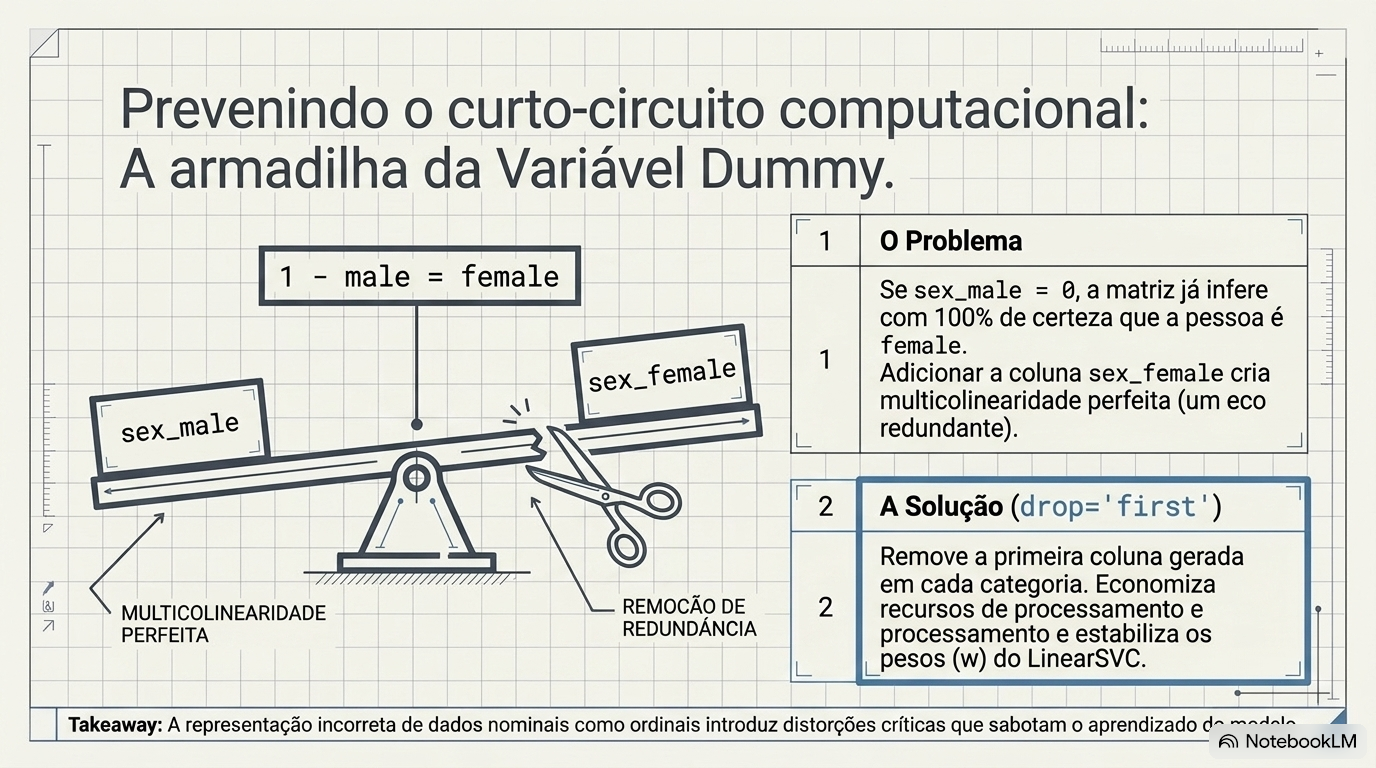 Prevenindo o curto-circuito computacional:
A armadilha da Variável Dummy.
1 - male = female
sex_male
sex_female
MULTICOLINEARIDADE
PERFEITA
REMOCÃO DE
REDUNDÁNCIA
1
O Problema
1
Se sex_male = 0, a matriz já infere
com 100% de certeza que a pessoa é
female.
Adicionar a coluna sex_female cria
multicolinearidade perfeita (um eco
redundante).
2
A Solução (drop='first')
2
Remove a primeira coluna gerada
em cada categoria. Economiza
recursos de processamento e
processamento e estabiliza os
pesos (w) do LinearSVC.
Takeaway: A representação incorreta de dados nominais como ordinais introduz distorções críticas que sabotam o aprendizado do modelo.
NotebookLM